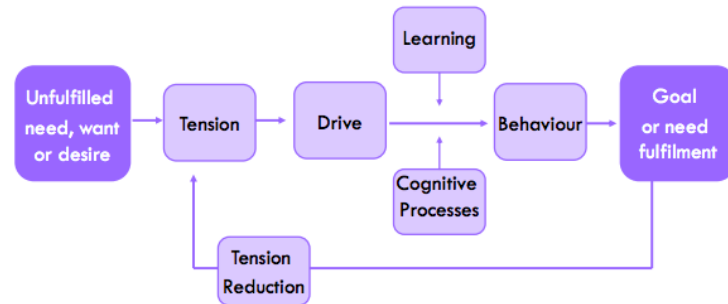 Learning
Unfulfilled
need, want
or desire
Tension
Drive
Behaviour
Goal
or need
fulfilment
Cognitive
Processes
Tension
Reduction